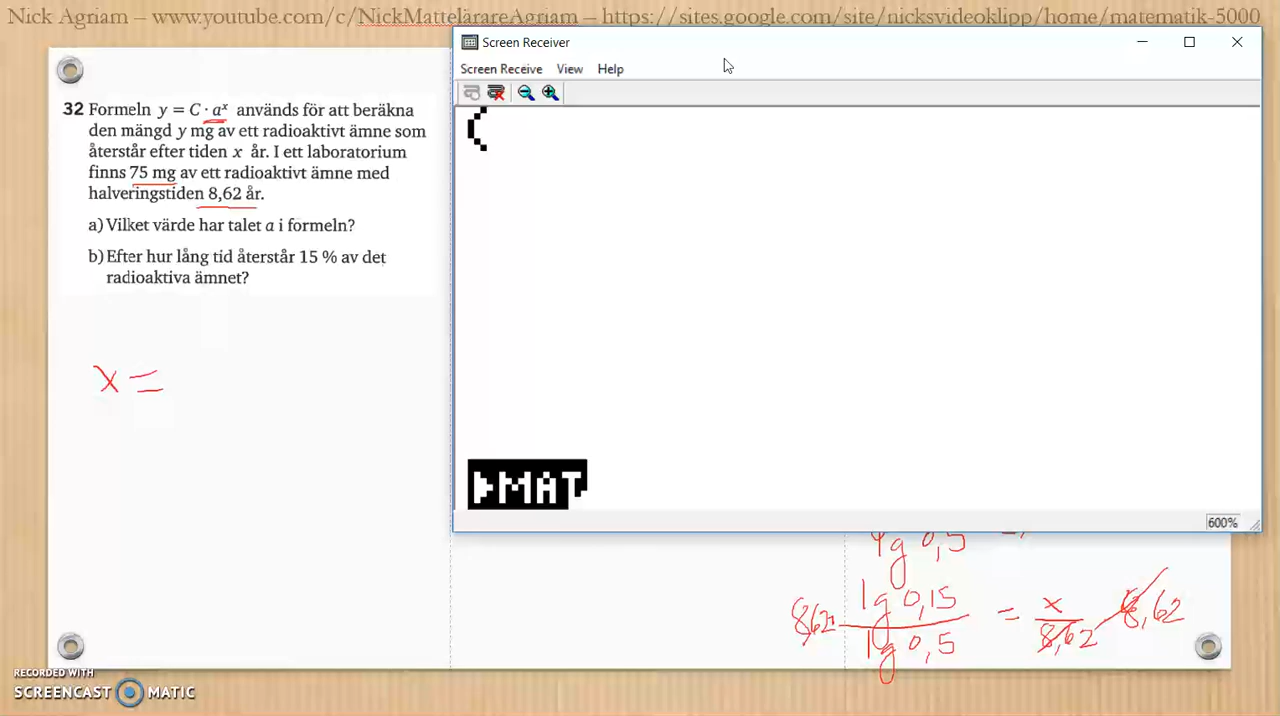 Nick Agriam – www.youtube.com/c/NickMattelärareAgriam – https://sites.google.com/site/nicksvideoklipp/home/matematik-5000
Screen Receiver
Screen Receive View Help
(
▶MAT
600%
32 Formeln y = C · aˣ används för att beräkna
den mängd y mg av ett radioaktivt ämne som
återstår efter tiden x år. I ett laboratorium
finns 75 mg av ett radioaktivt ämne med
halveringstiden 8,62 år.
a) Vilket värde har talet a i formeln?
b) Efter hur lång tid återstår 15 % av det
radioaktiva ämnet?
x =
lg 0,5
8,62· lg 0,15 = x 8,62
lg 0,5 8,62
RECORDED WITH
SCREENCAST MATIC